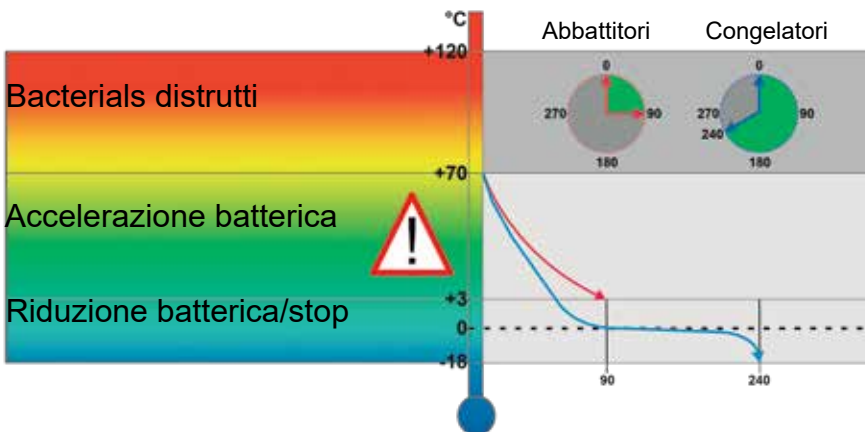 °C
Abbattitori
Congelatori
+120
0
0
Bacterials distrutti
270
90
270
90
240
180
180
+70
Accelerazione batterica
!
+3
Riduzione batterica/stop
0
-18
90
240